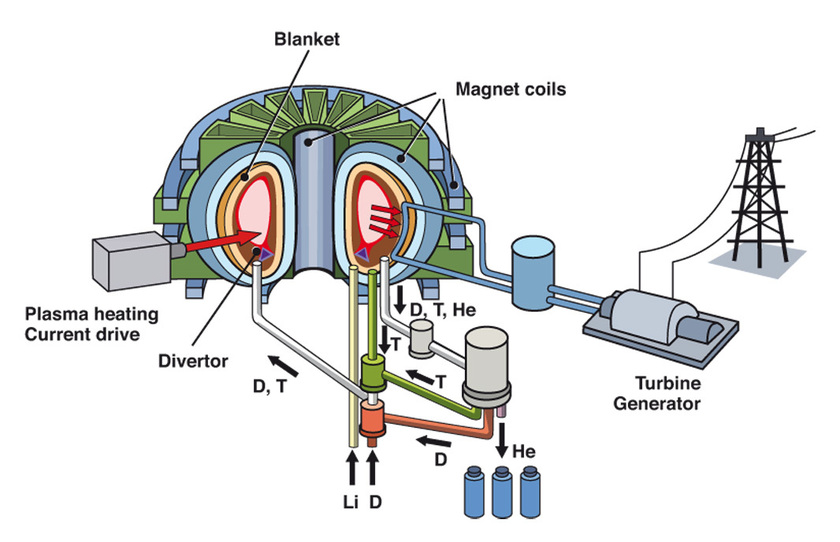 Blanket
Magnet coils
Plasma heating
Current drive
Divertor
D, T, He
T
D, T
T
Turbine
Generator
D
He
Li D